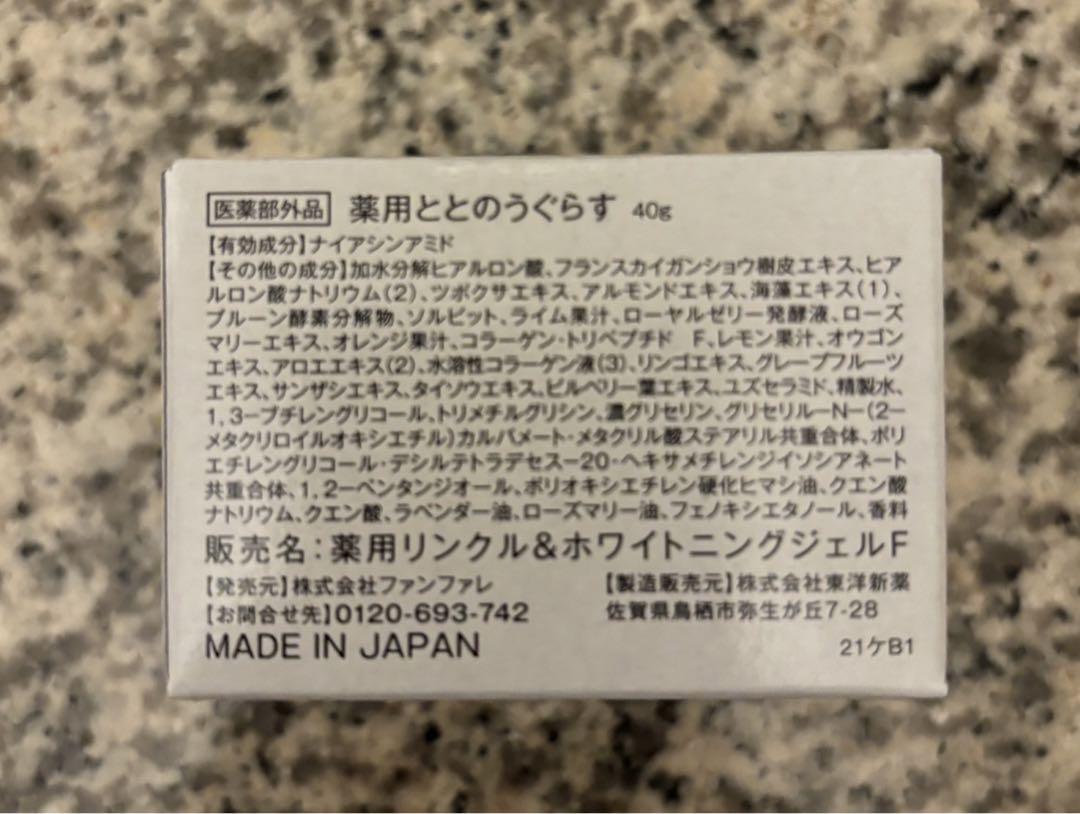 医薬部外品 薬用ととのうぐらす 40g
【有効成分】ナイアシンアミド
【その他の成分】加水分解ヒアルロン酸、フランスカイガンショウ樹皮エキス、ヒア
ルロン酸ナトリウム(2)、ツボクサエキス、アルモンドエキス、海藻エキス(1)、
プルーン酵素分解物、ソルビット、ライム果汁、ローヤルゼリー発酵液、ローズ
マリーエキス、オレンジ果汁、コラーゲン・トリペプチド F、レモン果汁、オウゴン
エキス、アロエエキス(2)、水溶性コラーゲン液(3)、リンゴエキス、グレープフルーツ
エキス、サンザシエキス、タイソウエキス、ビルベリー葉エキス、ユズセラミド、精製水、
1,3-ブチレングリコール、トリメチルグリシン、濃グリセリン、グリセリル-N-(2-
メタクリロイルオキシエチル)カルバメート・メタクリル酸ステアリル共重合体、ポリ
エチレングリコール・デシルテトラデセス-20・ヘキサメチレンジイソシアネート
共重合体、1,2-ペンタンジオール、ポリオキシエチレン硬化ヒマシ油、クエン酸
ナトリウム、クエン酸、ラベンダー油、ローズマリー油、フェノキシエタノール、香料
販売名:薬用リンクル&ホワイトニングジェルF
【発売元】株式会社ファンファレ 【製造販売元】株式会社東洋新薬
【お問合せ先】0120-693-742 佐賀県鳥栖市弥生が丘7-28
MADE IN JAPAN 21ケB1